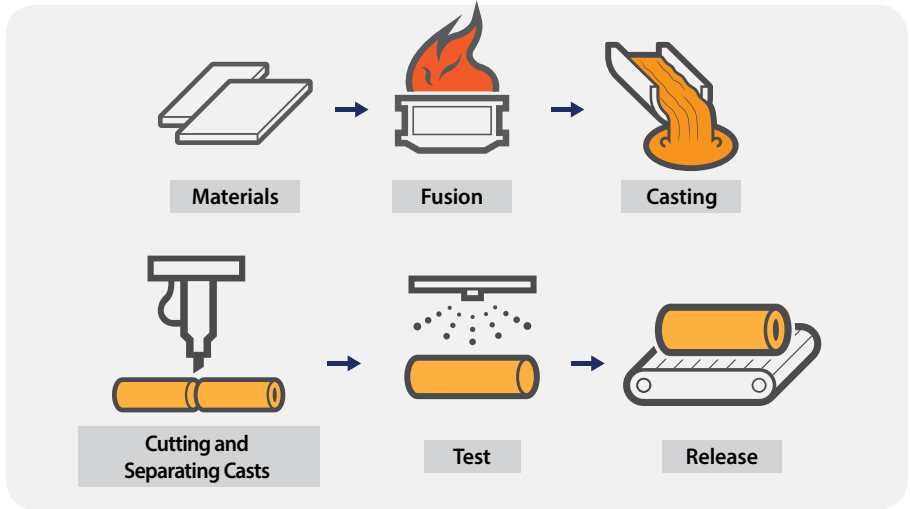 Materials
Fusion
Casting
Cutting and
Separating Casts
Test
Release